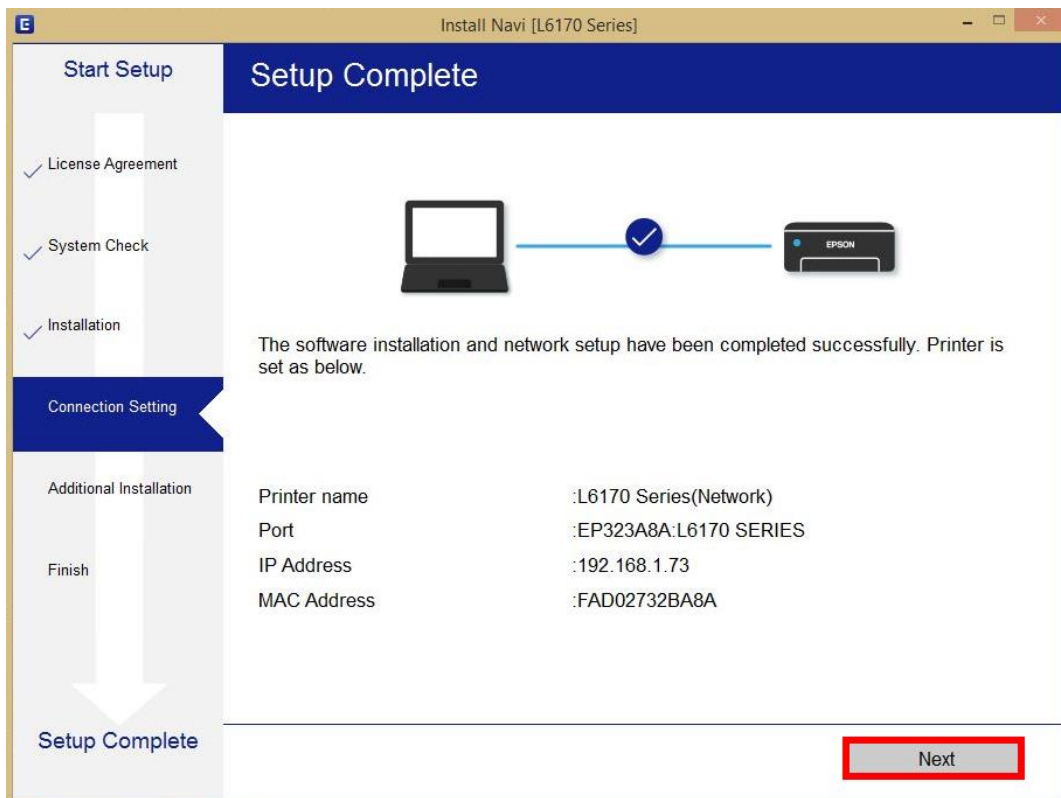 Install Navi [L6170 Series]
Start Setup
Setup Complete
License Agreement
System Check
Installation
Connection Setting
Additional Installation
Finish
Setup Complete
EPSON
The software installation and network setup have been completed successfully. Printer is
set as below.
Printer name :L6170 Series(Network)
Port :EP323A8A:L6170 SERIES
IP Address :192.168.1.73
MAC Address :FAD02732BA8A
Next